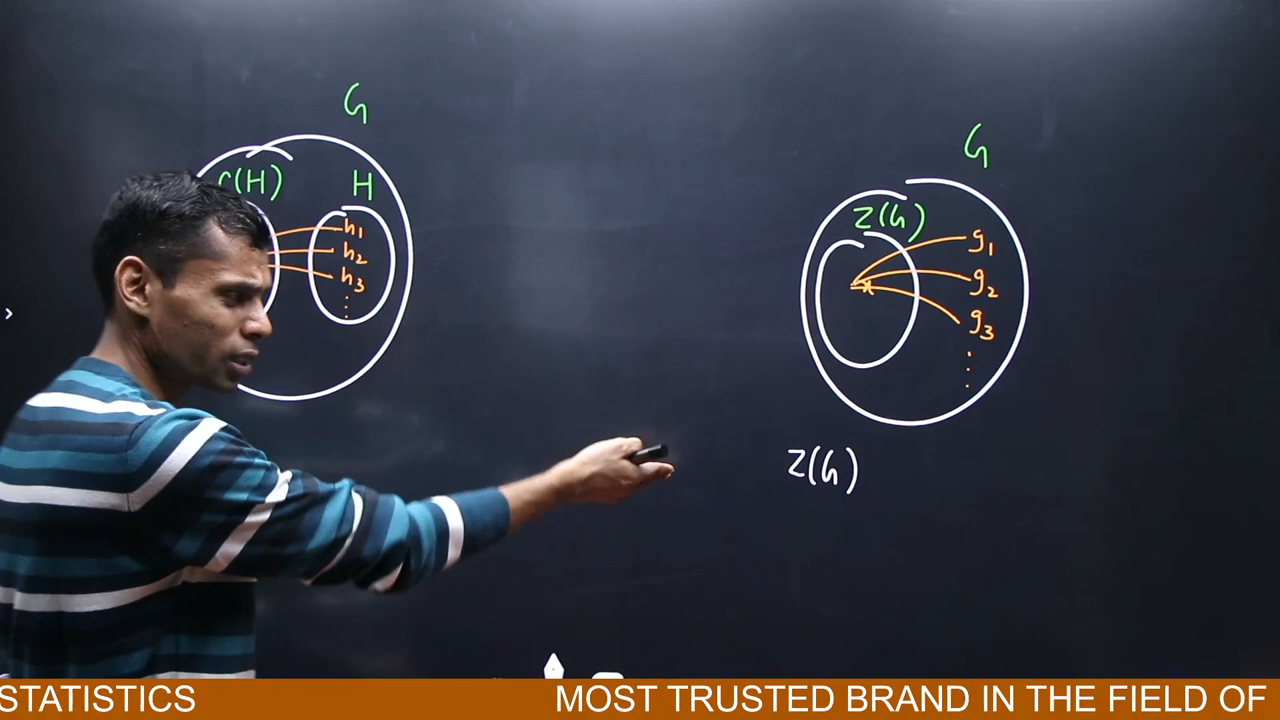 G
C(H) H
h1
h2
h3
G
Z(G)
g1
g2
g3
x
Z(G)
STATISTICS MOST TRUSTED BRAND IN THE FIELD OF